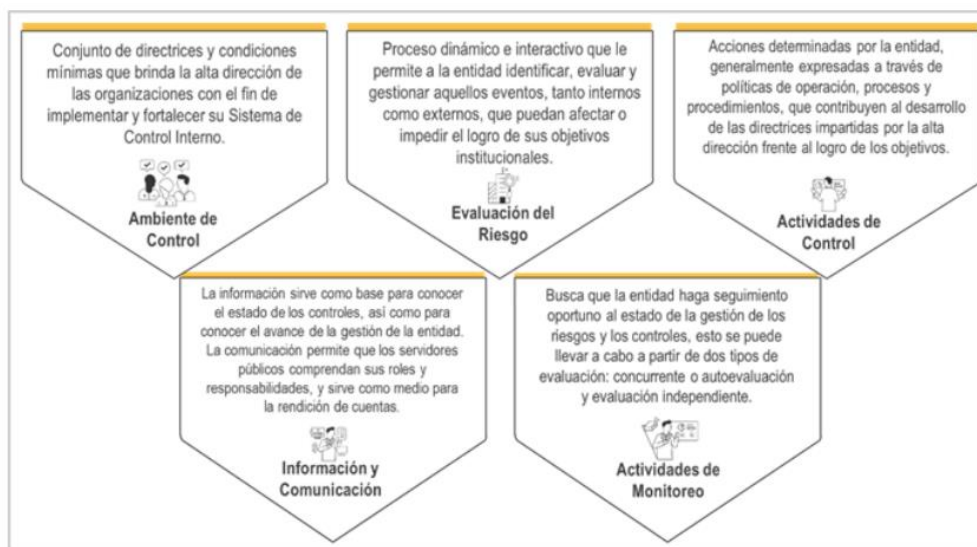 Conjunto de directrices y condiciones
mínimas que brinda la alta dirección de
las organizaciones con el fin de
implementar y fortalecer su Sistema de
Control Interno.
Ambiente de
Control
Proceso dinámico e interactivo que le
permite a la entidad identificar, evaluar y
gestionar aquellos eventos, tanto internos
como externos, que puedan afectar o
impedir el logro de sus objetivos
institucionales.
Evaluación del
Riesgo
Acciones determinadas por la entidad,
generalmente expresadas a través de
políticas de operación, procesos y
procedimientos, que contribuyen al desarrollo
de las directrices impartidas por la alta
dirección frente al logro de los objetivos.
Actividades de
Control
La información sirve como base para conocer
el estado de los controles, así como para
conocer el avance de la gestión de la entidad.
La comunicación permite que los servidores
públicos comprendan sus roles y
responsabilidades, y sirve como medio para
la rendición de cuentas.
Información y
Comunicación
Busca que la entidad haga seguimiento
oportuno al estado de la gestión de los
riesgos y los controles, esto se puede
llevar a cabo a partir de dos tipos de
evaluación: concurrente o autoevaluación
y evaluación independiente.
Actividades de
Monitoreo